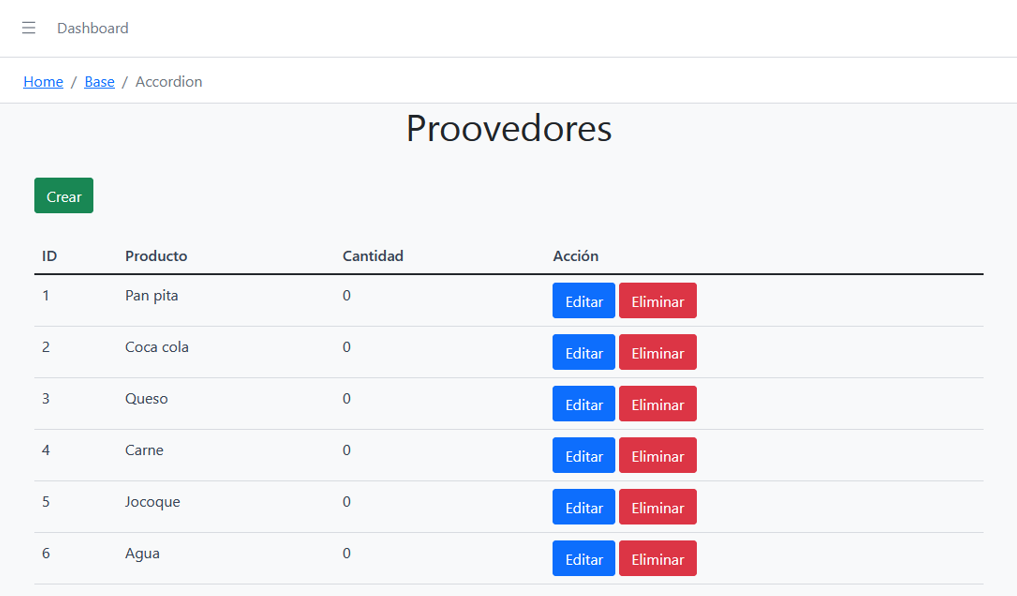 ☰ Dashboard
Home / Base / Accordion
Proovedores
Crear
ID Producto Cantidad Acción
1 Pan pita 0 Editar Eliminar
2 Coca cola 0 Editar Eliminar
3 Queso 0 Editar Eliminar
4 Carne 0 Editar Eliminar
5 Jocoque 0 Editar Eliminar
6 Agua 0 Editar Eliminar